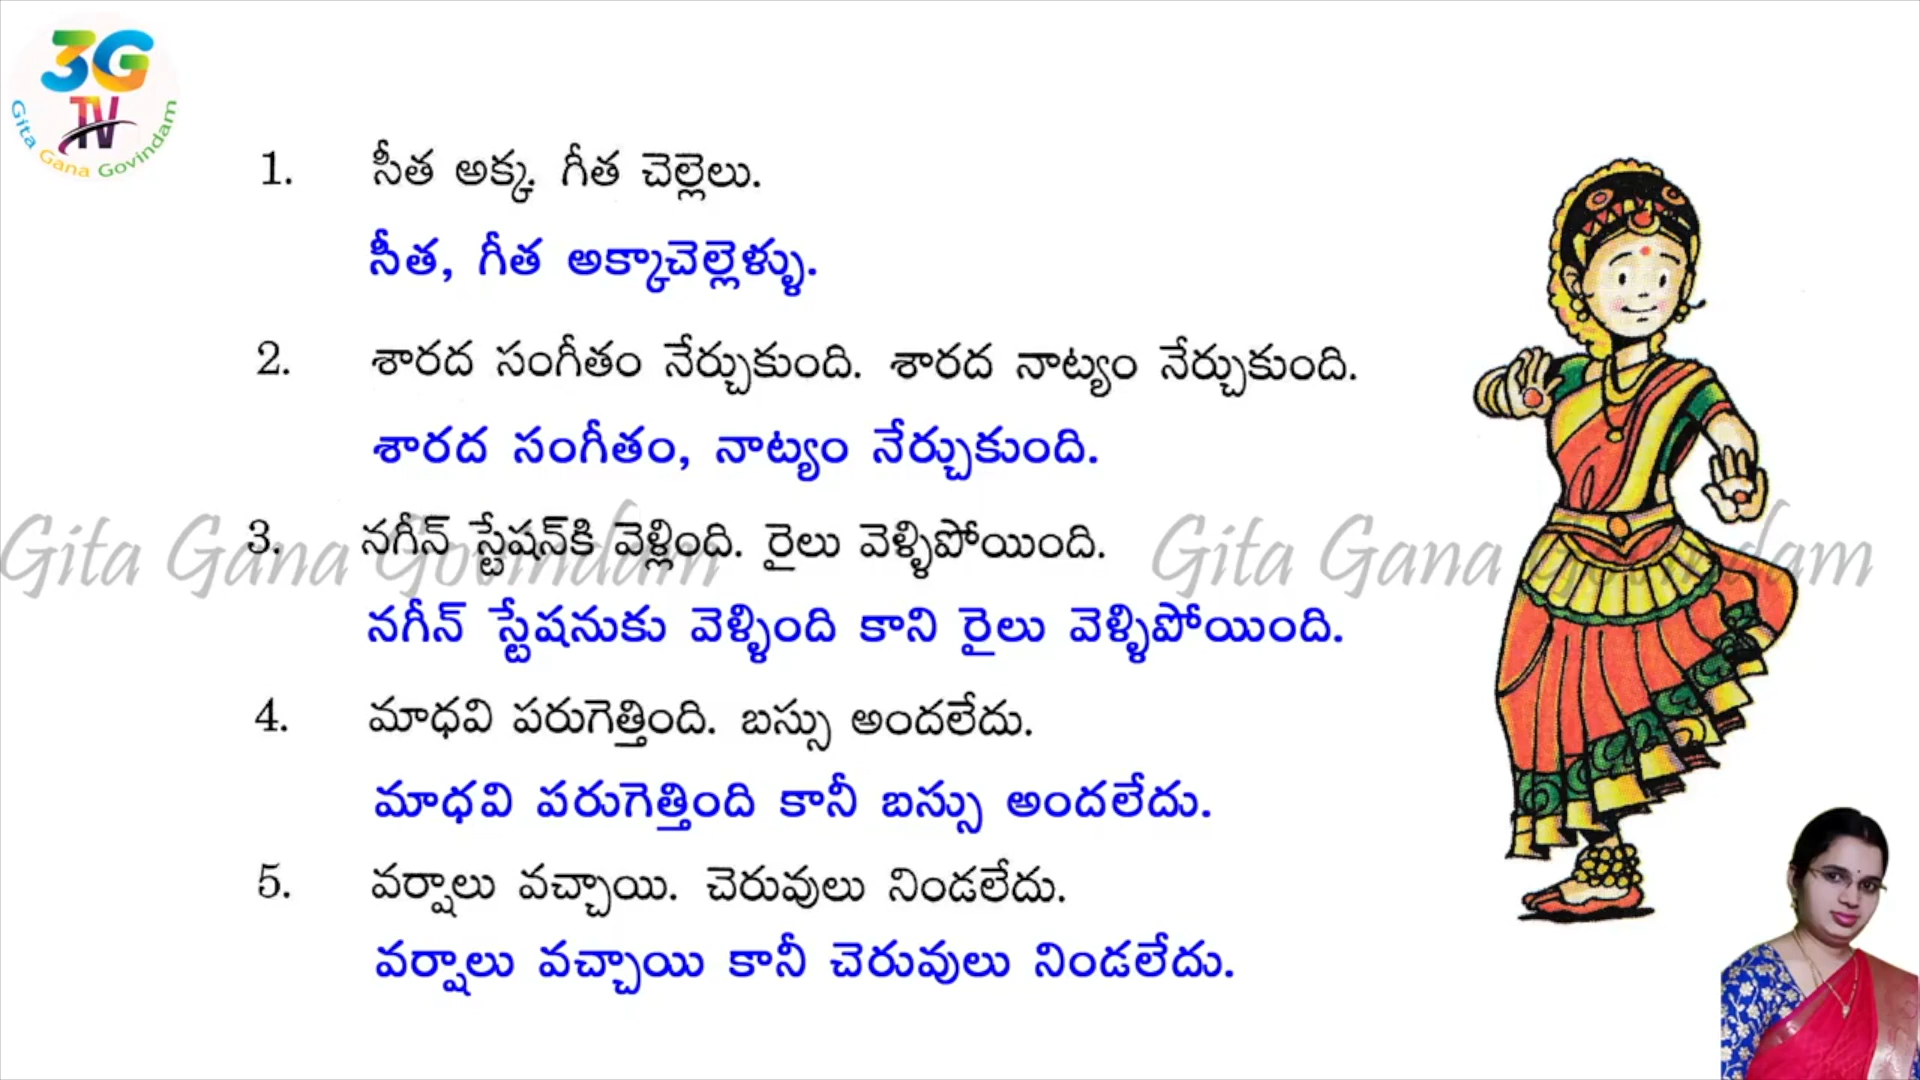 3G
TV
Gita Gana Govindam
1. సీత అక్క గీత చెల్లెలు.
సీత, గీత అక్కాచెల్లెళ్ళు.
2. శారద సంగీతం నేర్చుకుంది. శారద నాట్యం నేర్చుకుంది.
శారద సంగీతం, నాట్యం నేర్చుకుంది.
Gita Gana Govindam Gita Gana Govindam
3. నగీన్ స్టేషన్‌కి వెళ్లింది. రైలు వెళ్ళిపోయింది.
నగీన్ స్టేషనుకు వెళ్ళింది కాని రైలు వెళ్ళిపోయింది.
4. మాధవి పరుగెత్తింది. బస్సు అందలేదు.
మాధవి పరుగెత్తింది కానీ బస్సు అందలేదు.
5. వర్షాలు వచ్చాయి. చెరువులు నిండలేదు.
వర్షాలు వచ్చాయి కానీ చెరువులు నిండలేదు.